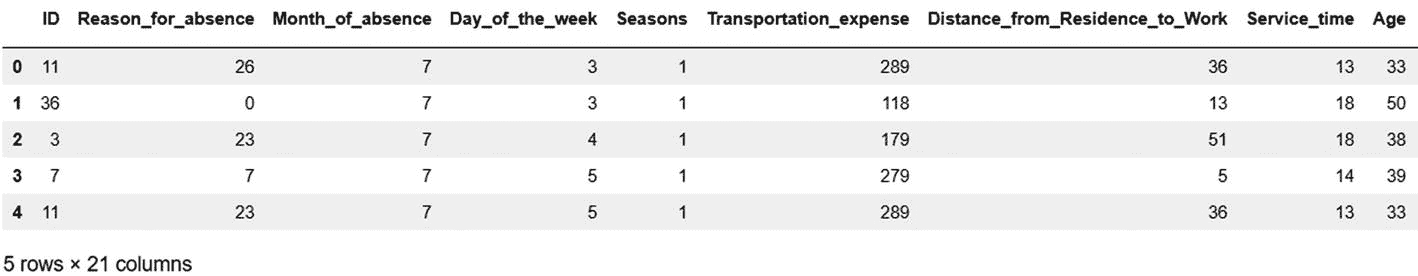 ID Reason_for_absence Month_of_absence Day_of_the_week Seasons Transportation_expense Distance_from_Residence_to_Work Service_time Age
0 11 26 7 3 1 289 36 13 33
1 36 0 7 3 1 118 13 18 50
2 3 23 7 4 1 179 51 18 38
3 7 7 7 5 1 279 5 14 39
4 11 23 7 5 1 289 36 13 33
5 rows × 21 columns